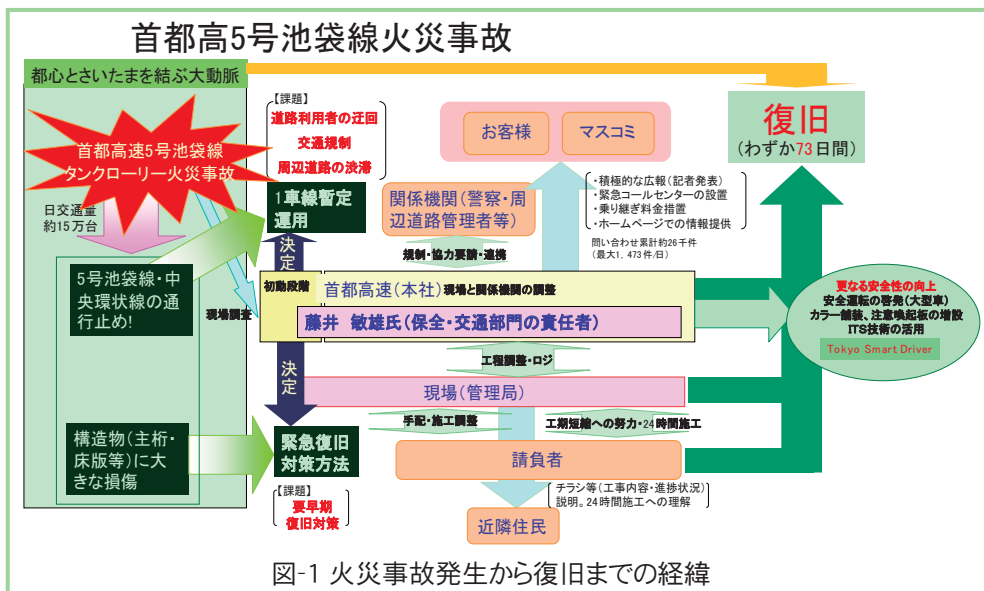 首都高5号池袋線火災事故
都心とさいたまを結ぶ大動脈
首都高速5号池袋線
タンクローリー火災事故
日交通量
約15万台
5号池袋線・中
央環状線の通
行止め!
構造物(主桁・
床版等)に大
きな損傷
現場調査
【課題】
道路利用者の迂回
交通規制
周辺道路の渋滞
1車線暫定
運用
決定
初動段階
決定
緊急復旧
対策方法
【課題】
要早期
復旧対策
お客様
マスコミ
関係機関(警察・周
辺道路管理者等)
規制・協力要請・連携
・積極的な広報(記者発表)
・緊急コールセンターの設置
・乗り継ぎ料金措置
・ホームページでの情報提供
問い合わせ累計約26千件
(最大1,473件/日)
首都高速(本社)現場と関係機関の調整
藤井 敏雄氏(保全・交通部門の責任者)
工程調整・ロジ
現場(管理局)
手配・施工調整
工期短縮への努力・24時間施工
請負者
チラシ等(工事内容・進捗状況)
説明。24時間施工への理解
近隣住民
復旧
(わずか73日間)
更なる安全性の向上
安全運転の啓発(大型車)
カラー舗装、注意喚起板の増設
ITS技術の活用
Tokyo Smart Driver
図-1 火災事故発生から復旧までの経緯